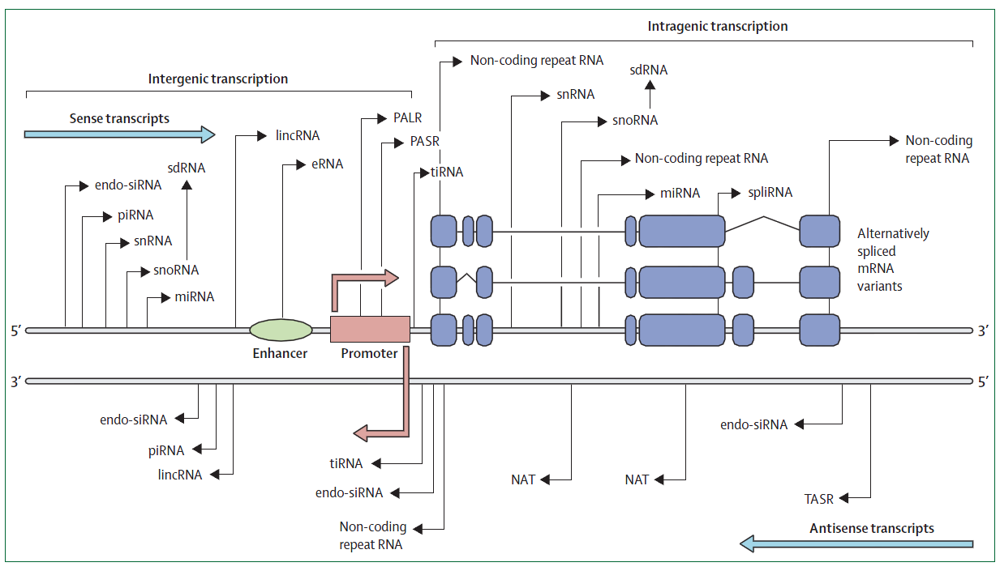 Intragenic transcription
Non-coding repeat RNA
sdRNA
Intergenic transcription
snRNA
Sense transcripts
PALR
snoRNA
lincRNA
PASR
Non-coding
repeat RNA
sdRNA
eRNA
tiRNA
Non-coding repeat RNA
endo-siRNA
miRNA
spliRNA
piRNA
snRNA
Alternatively
spliced
mRNA
variants
snoRNA
miRNA
5′
3′
Enhancer
Promoter
3′
5′
endo-siRNA
endo-siRNA
piRNA
tiRNA
lincRNA
NAT
NAT
endo-siRNA
TASR
Non-coding
repeat RNA
Antisense transcripts